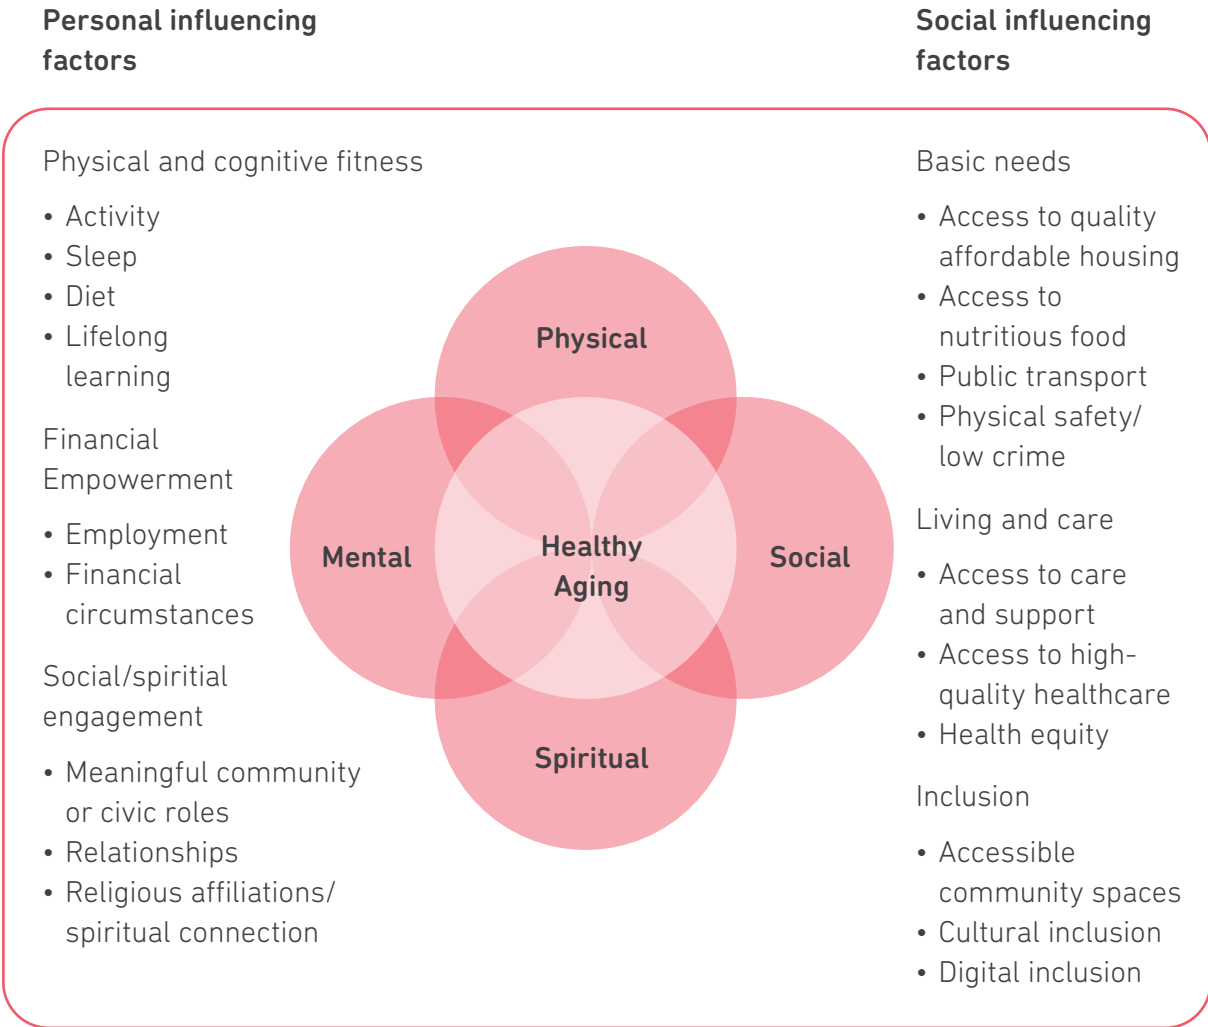 Personal influencing
factors
Physical and cognitive fitness
• Activity
• Sleep
• Diet
• Lifelong
learning
Financial
Empowerment
• Employment
• Financial
circumstances
Social/spiritial
engagement
• Meaningful community
or civic roles
• Relationships
• Religious affiliations/
spiritual connection
Physical
Mental
Healthy
Aging
Social
Spiritual
Social influencing
factors
Basic needs
• Access to quality
affordable housing
• Access to
nutritious food
• Public transport
• Physical safety/
low crime
Living and care
• Access to care
and support
• Access to high-
quality healthcare
• Health equity
Inclusion
• Accessible
community spaces
• Cultural inclusion
• Digital inclusion